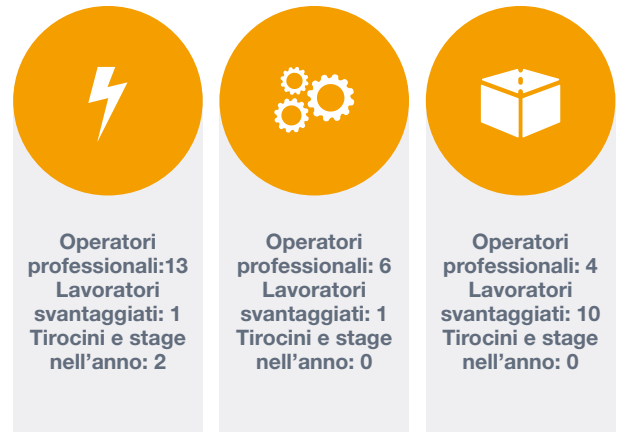 Operatori
professionali:13
Lavoratori
svantaggiati: 1
Tirocini e stage
nell’anno: 2
Operatori
professionali: 6
Lavoratori
svantaggiati: 1
Tirocini e stage
nell’anno: 0
Operatori
professionali: 4
Lavoratori
svantaggiati: 10
Tirocini e stage
nell’anno: 0